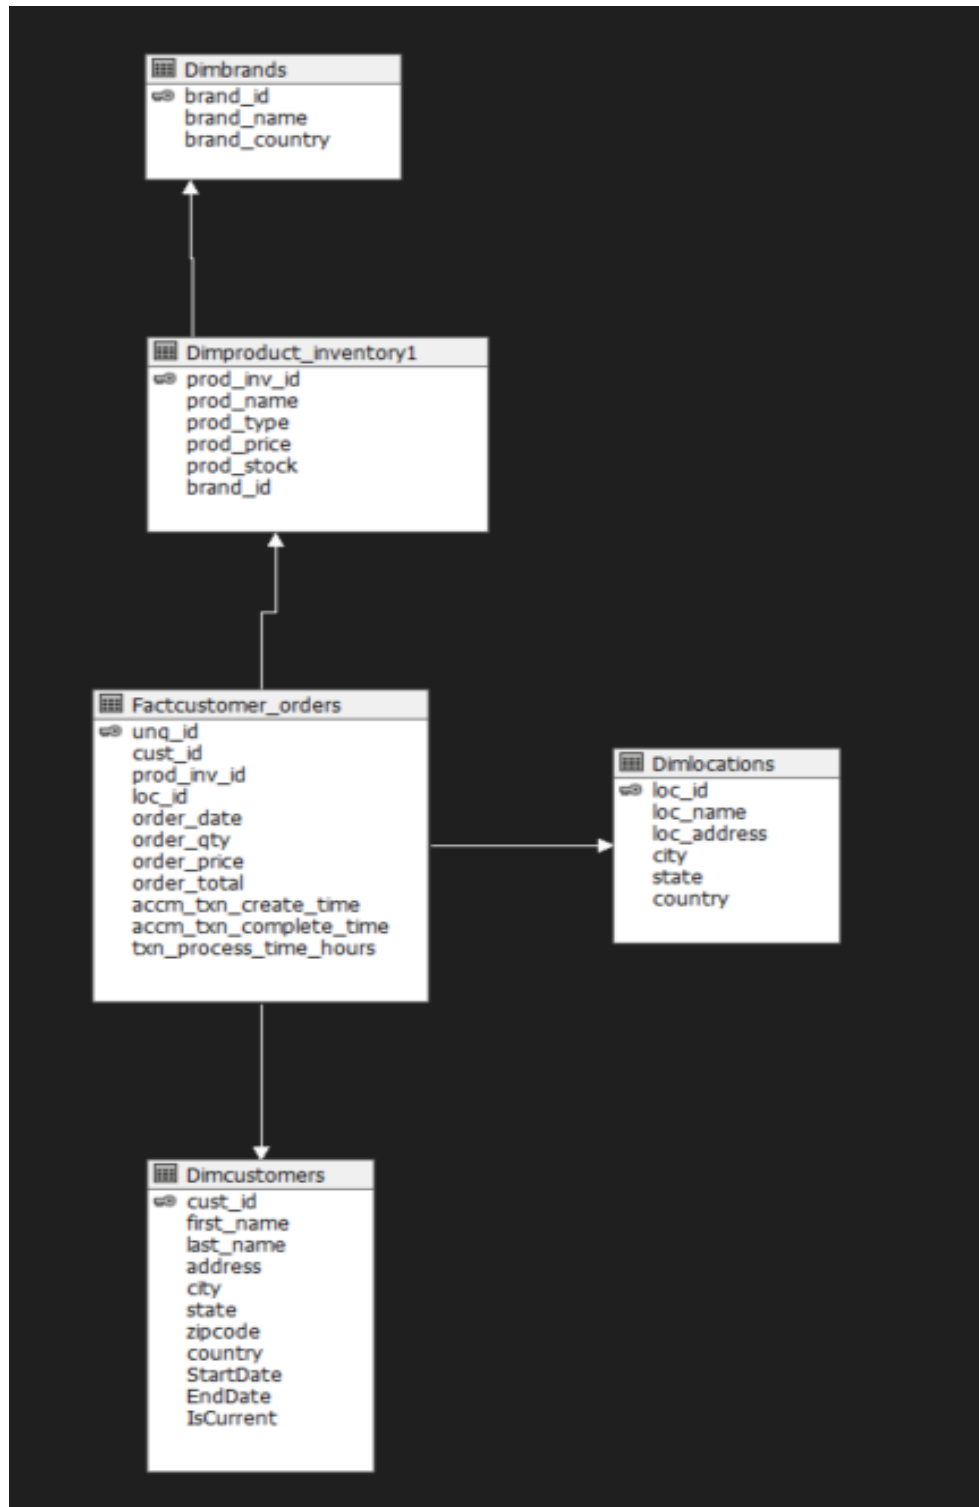 Dimbrands
brand_id
brand_name
brand_country
Dimproduct_inventory1
prod_inv_id
prod_name
prod_type
prod_price
prod_stock
brand_id
Factcustomer_orders
unq_id
cust_id
prod_inv_id
loc_id
order_date
order_qty
order_price
order_total
accm_txn_create_time
accm_txn_complete_time
txn_process_time_hours
Dimlocations
loc_id
loc_name
loc_address
city
state
country
Dimcustomers
cust_id
first_name
last_name
address
city
state
zipcode
country
StartDate
EndDate
IsCurrent